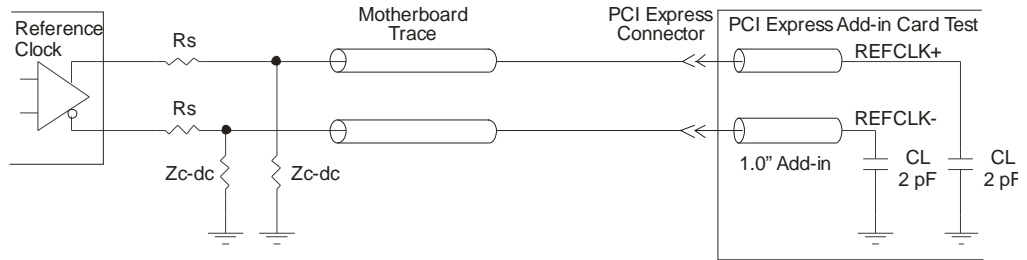 Reference
Clock
Rs
Motherboard
Trace
PCI Express
Connector
PCI Express Add-in Card Test
REFCLK+
Rs
REFCLK-
Zc-dc
Zc-dc
1.0" Add-in
CL
2 pF
CL
2 pF